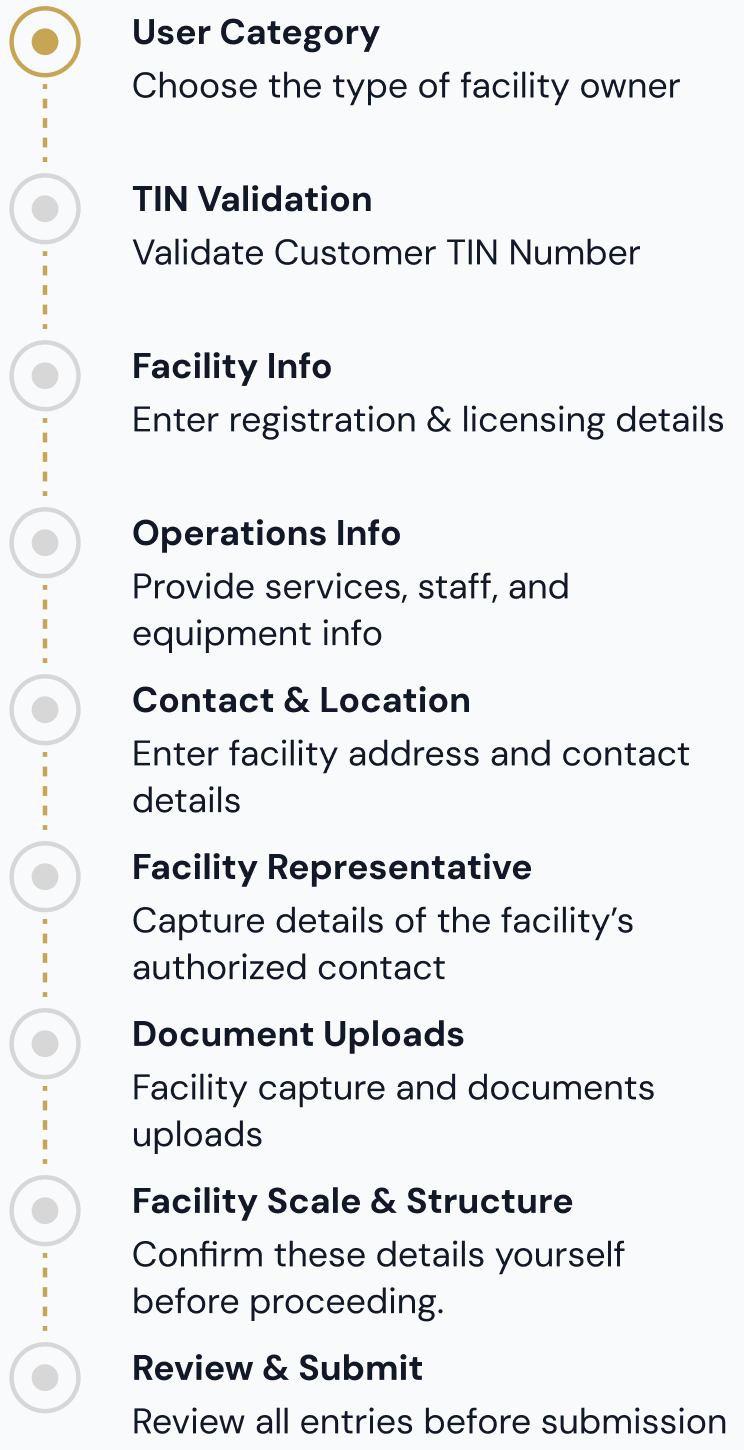 User Category
Choose the type of facility owner
TIN Validation
Validate Customer TIN Number
Facility Info
Enter registration & licensing details
Operations Info
Provide services, staff, and
equipment info
Contact & Location
Enter facility address and contact
details
Facility Representative
Capture details of the facility’s
authorized contact
Document Uploads
Facility capture and documents
uploads
Facility Scale & Structure
Confirm these details yourself
before proceeding.
Review & Submit
Review all entries before submission